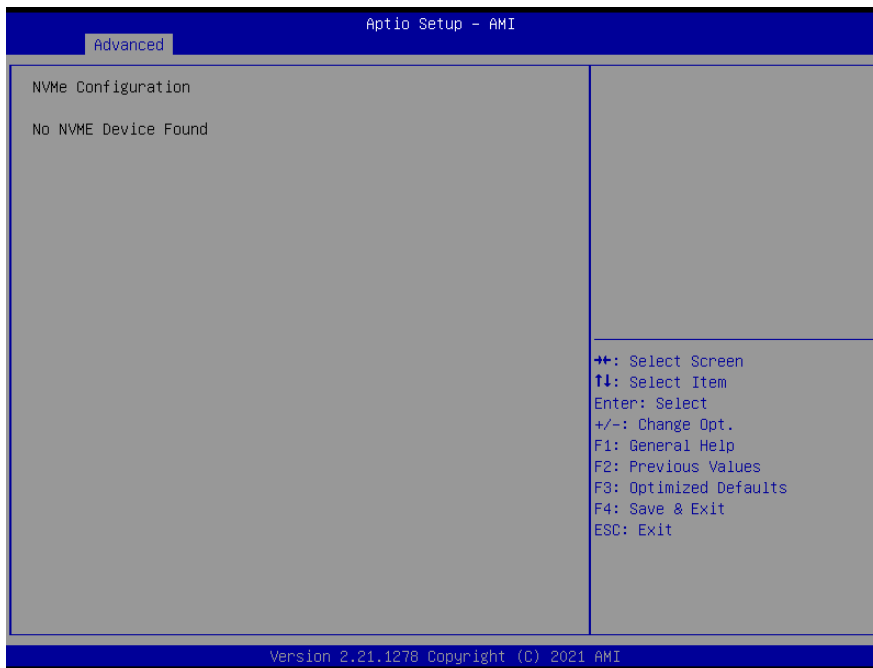 Aptio Setup – AMI
Advanced
NVMe Configuration
No NVME Device Found
→←: Select Screen
↑↓: Select Item
Enter: Select
+/-: Change Opt.
F1: General Help
F2: Previous Values
F3: Optimized Defaults
F4: Save & Exit
ESC: Exit
Version 2.21.1278 Copyright (C) 2021 AMI